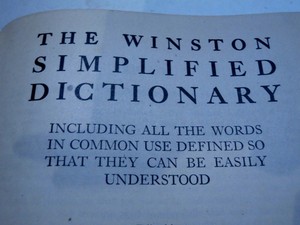 THE WINSTON
SIMPLIFIED
DICTIONARY
INCLUDING ALL THE WORDS
IN COMMON USE DEFINED SO
THAT THEY CAN BE EASILY
UNDERSTOOD